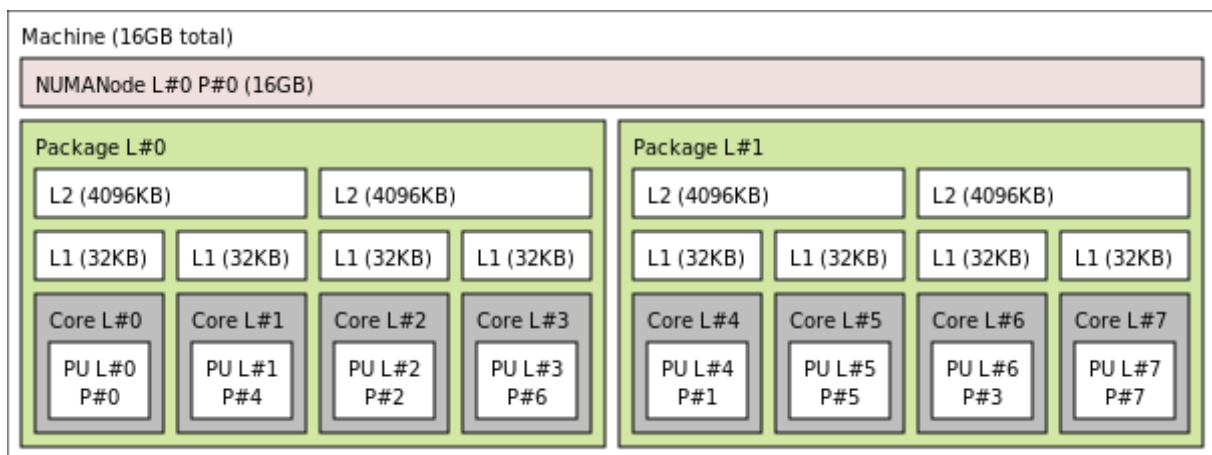 Machine (16GB total)
NUMANode L#0 P#0 (16GB)
Package L#0
L2 (4096KB)
L2 (4096KB)
L1 (32KB)
L1 (32KB)
L1 (32KB)
L1 (32KB)
Core L#0
PU L#0
P#0
Core L#1
PU L#1
P#4
Core L#2
PU L#2
P#2
Core L#3
PU L#3
P#6
Package L#1
L2 (4096KB)
L2 (4096KB)
L1 (32KB)
L1 (32KB)
L1 (32KB)
L1 (32KB)
Core L#4
PU L#4
P#1
Core L#5
PU L#5
P#5
Core L#6
PU L#6
P#3
Core L#7
PU L#7
P#7